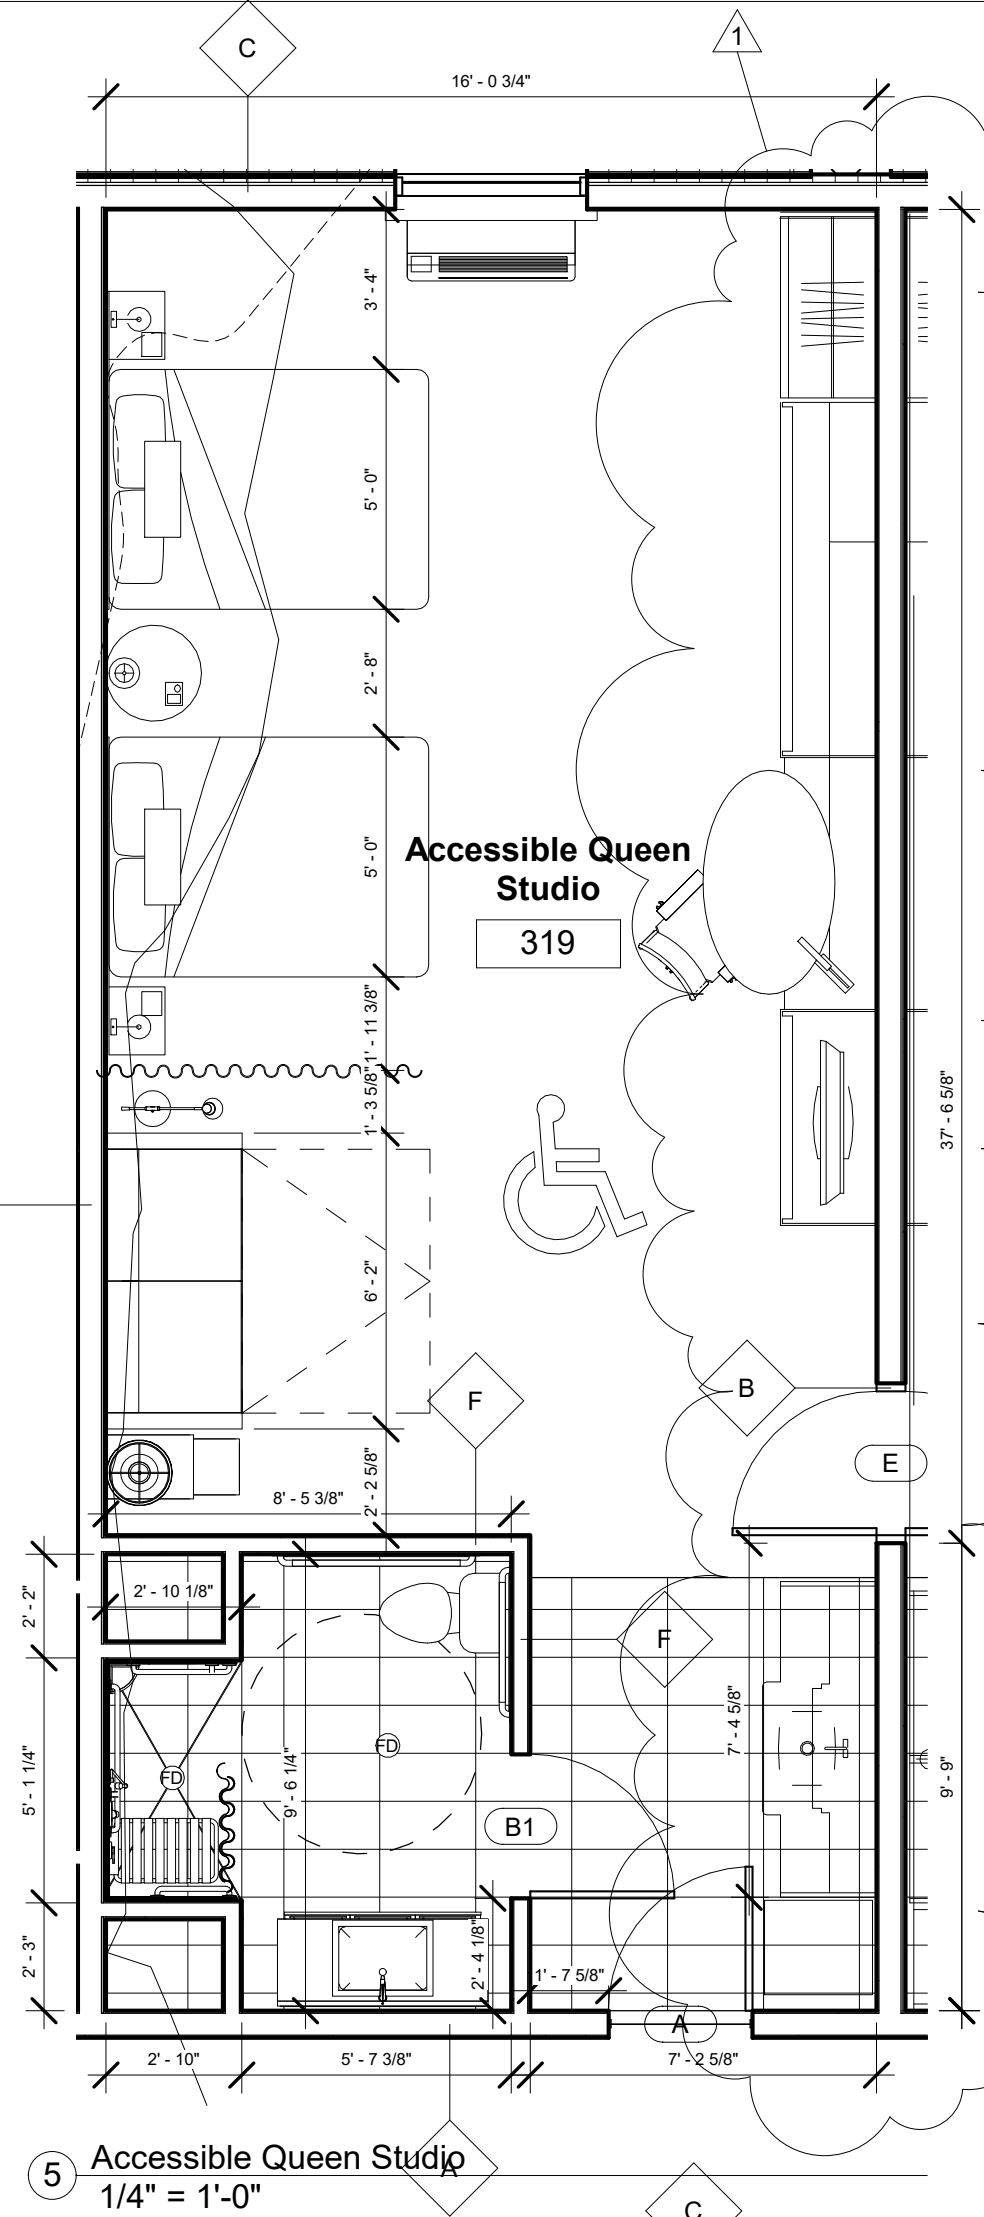 C
1
16' - 0 3/4"
3' - 4"
5' - 0"
2' - 8"
5' - 0"
Accessible Queen
Studio
319
1' - 11 3/8"
1' - 3 5/8"
37' - 6 5/8"
6' - 2"
F
B
E
2' - 2 5/8"
8' - 5 3/8"
2' - 10 1/8"
2' - 2"
F
7' - 4 5/8"
FD
FD
5' - 1 1/4"
9' - 6 1/4"
9' - 9"
B1
2' - 3"
2' - 4 1/8"
1' - 7 5/8"
A
2' - 10"
5' - 7 3/8"
7' - 2 5/8"
5
Accessible Queen Studio
A
1/4" = 1'-0"
C